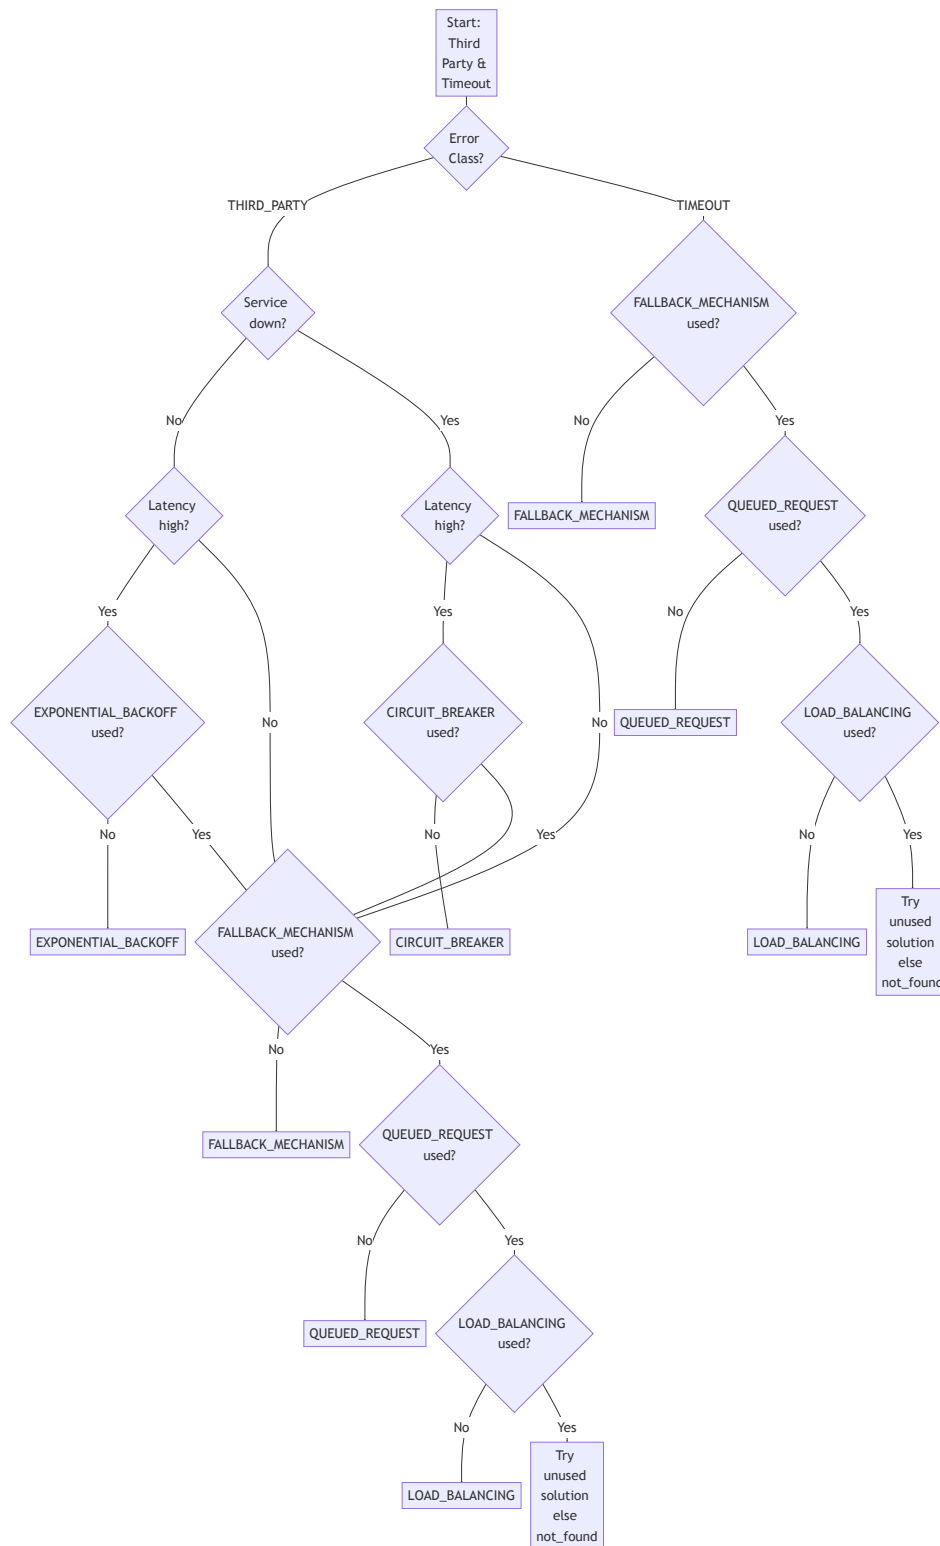 Start:
Third
Party &
Timeout
Error
Class?
THIRD_PARTY
TIMEOUT
Service
down?
FALLBACK_MECHANISM
used?
No
Yes
No
Yes
Latency
high?
Latency
high?
FALLBACK_MECHANISM
QUEUED_REQUEST
used?
Yes
Yes
No
Yes
EXPONENTIAL_BACKOFF
used?
No
CIRCUIT_BREAKER
used?
No
QUEUED_REQUEST
LOAD_BALANCING
used?
No
Yes
No
Yes
No
Yes
EXPONENTIAL_BACKOFF
FALLBACK_MECHANISM
used?
CIRCUIT_BREAKER
LOAD_BALANCING
Try
unused
solution
else
not_found
No
Yes
FALLBACK_MECHANISM
QUEUED_REQUEST
used?
No
Yes
QUEUED_REQUEST
LOAD_BALANCING
used?
No
Yes
LOAD_BALANCING
Try
unused
solution
else
not_found